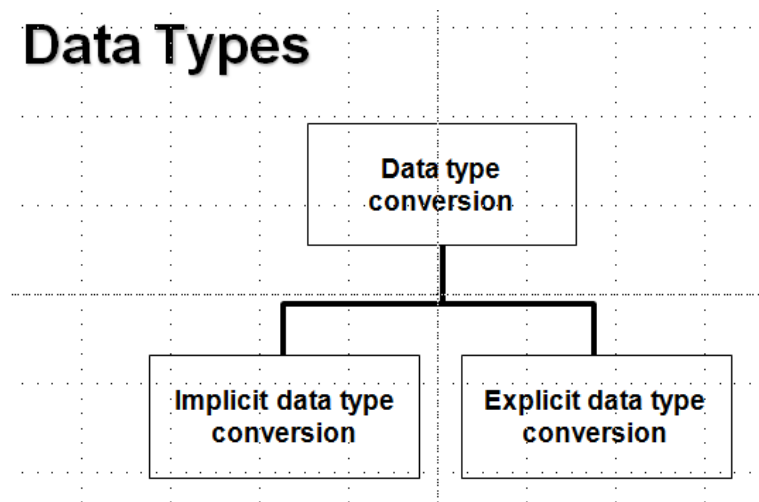 Data Types
Data type
conversion
Implicit data type
conversion
Explicit data type
conversion